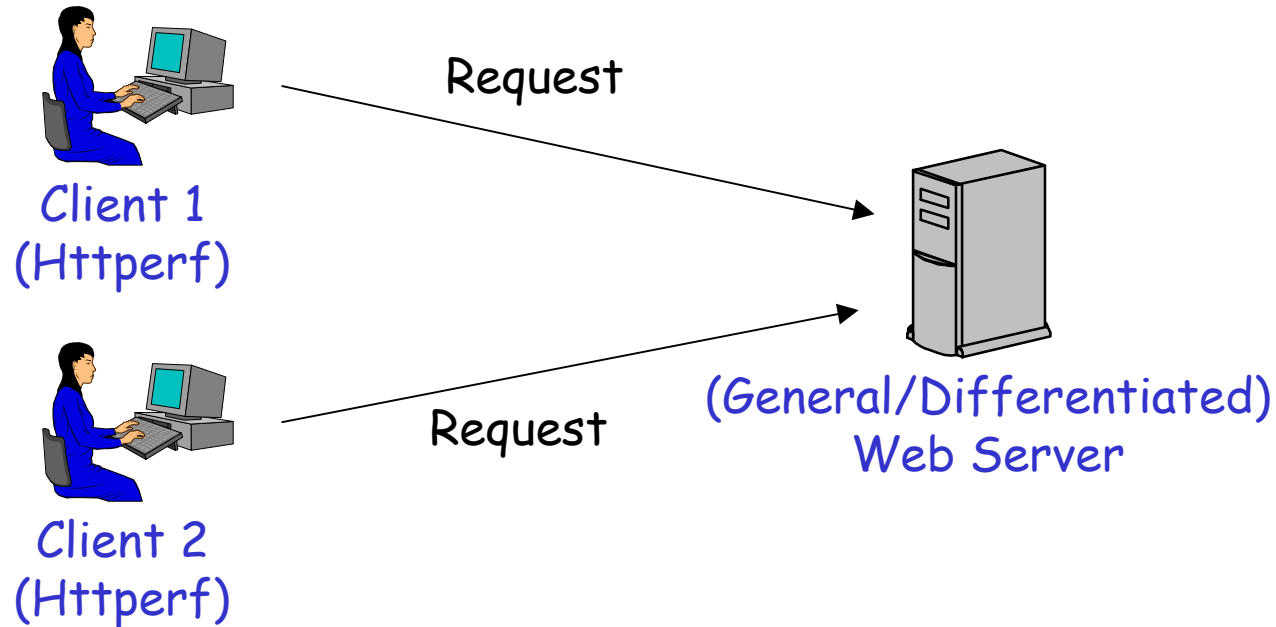 Request
Client 1
(Httperf)
Request
(General/Differentiated)
Web Server
Client 2
(Httperf)